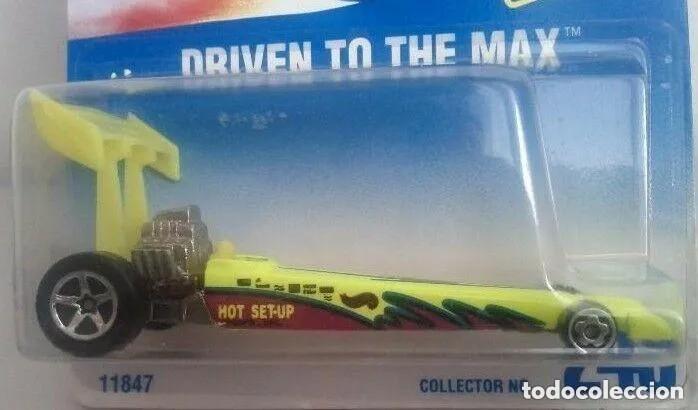 DRIVEN TO THE MAX™
HOT SET-UP
11847
COLLECTOR NO.
todocoleccion